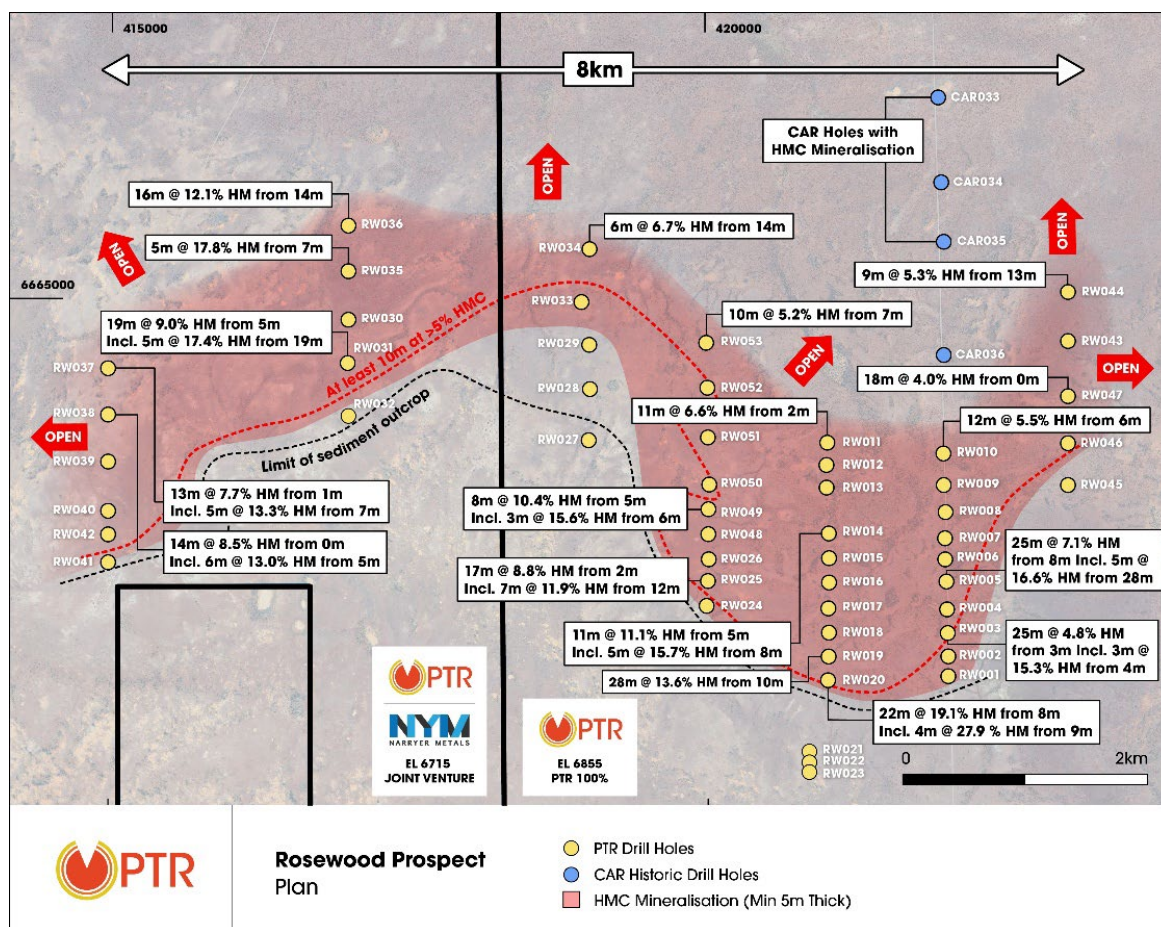 415000
420000
8km
CAR033
CAR Holes with
HMC Mineralisation
CAR034
CAR035
OPEN
OPEN
OPEN
16m @ 12.1% HM from 14m
RW036
6m @ 6.7% HM from 14m
RW034
5m @ 17.8% HM from 7m
RW035
9m @ 5.3% HM from 13m
RW044
6665000
RW033
RW030
19m @ 9.0% HM from 5m
Incl. 5m @ 17.4% HM from 19m
RW031
10m @ 5.2% HM from 7m
RW053
RW043
RW029
OPEN
CAR036
OPEN
At least 10m at >5% HMC
RW037
18m @ 4.0% HM from 0m
RW047
RW028
RW052
RW038
RW032
11m @ 6.6% HM from 2m
12m @ 5.5% HM from 6m
OPEN
RW027
RW051
RW011
RW010
RW046
Limit of sediment outcrop
RW039
RW012
RW050
RW013
RW009
RW045
13m @ 7.7% HM from 1m
Incl. 5m @ 13.3% HM from 7m
8m @ 10.4% HM from 5m
Incl. 3m @ 15.6% HM from 6m
RW049
RW040
RW008
RW042
RW048
RW014
RW007
14m @ 8.5% HM from 0m
Incl. 6m @ 13.0% HM from 5m
25m @ 7.1% HM
from 8m Incl. 5m @
16.6% HM from 28m
RW041
RW026
RW015
RW006
17m @ 8.8% HM from 2m
Incl. 7m @ 11.9% HM from 12m
RW025
RW016
RW005
RW024
RW017
RW004
11m @ 11.1% HM from 5m
Incl. 5m @ 15.7% HM from 8m
RW018
RW003
25m @ 4.8% HM
from 3m Incl. 3m @
15.3% HM from 4m
RW019
RW002
28m @ 13.6% HM from 10m
RW020
RW001
22m @ 19.1% HM from 8m
Incl. 4m @ 27.9 % HM from 9m
PTR
NYM
NARRYER METALS
EL 6715
JOINT VENTURE
PTR
EL 6855
PTR 100%
RW021
RW022
RW023
0
2km
PTR
Rosewood Prospect
Plan
PTR Drill Holes
CAR Historic Drill Holes
HMC Mineralisation (Min 5m Thick)